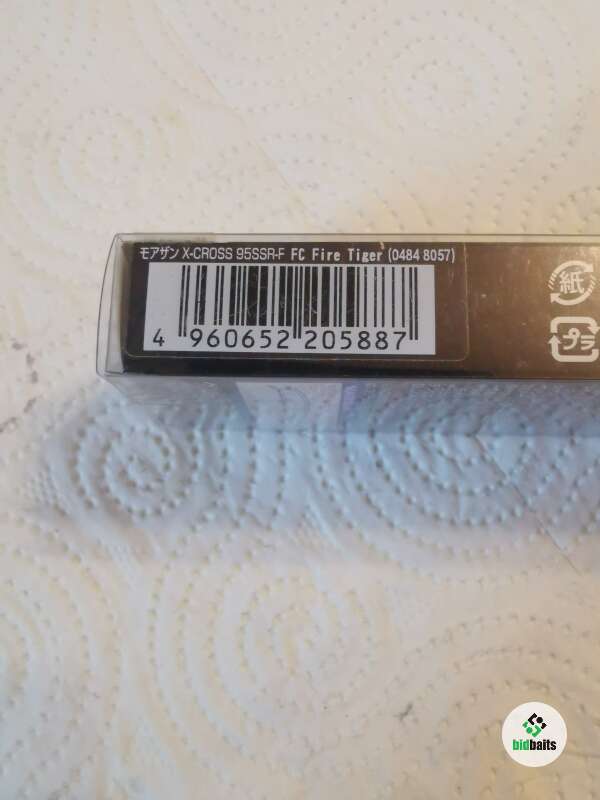 モアザン X-CROSS 95SSR-F FC Fire Tiger (0484 8057)
4 960652 205887
紙
プラ
bidbaits